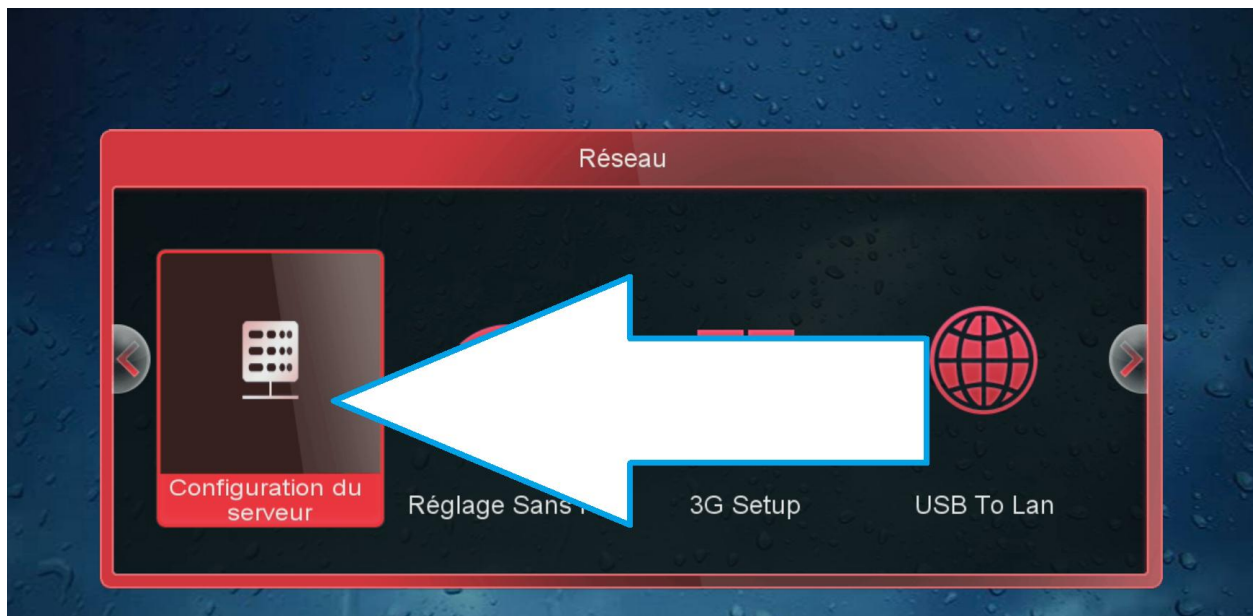 Réseau
Configuration du
serveur
Réglage Sans
3G Setup
USB To Lan